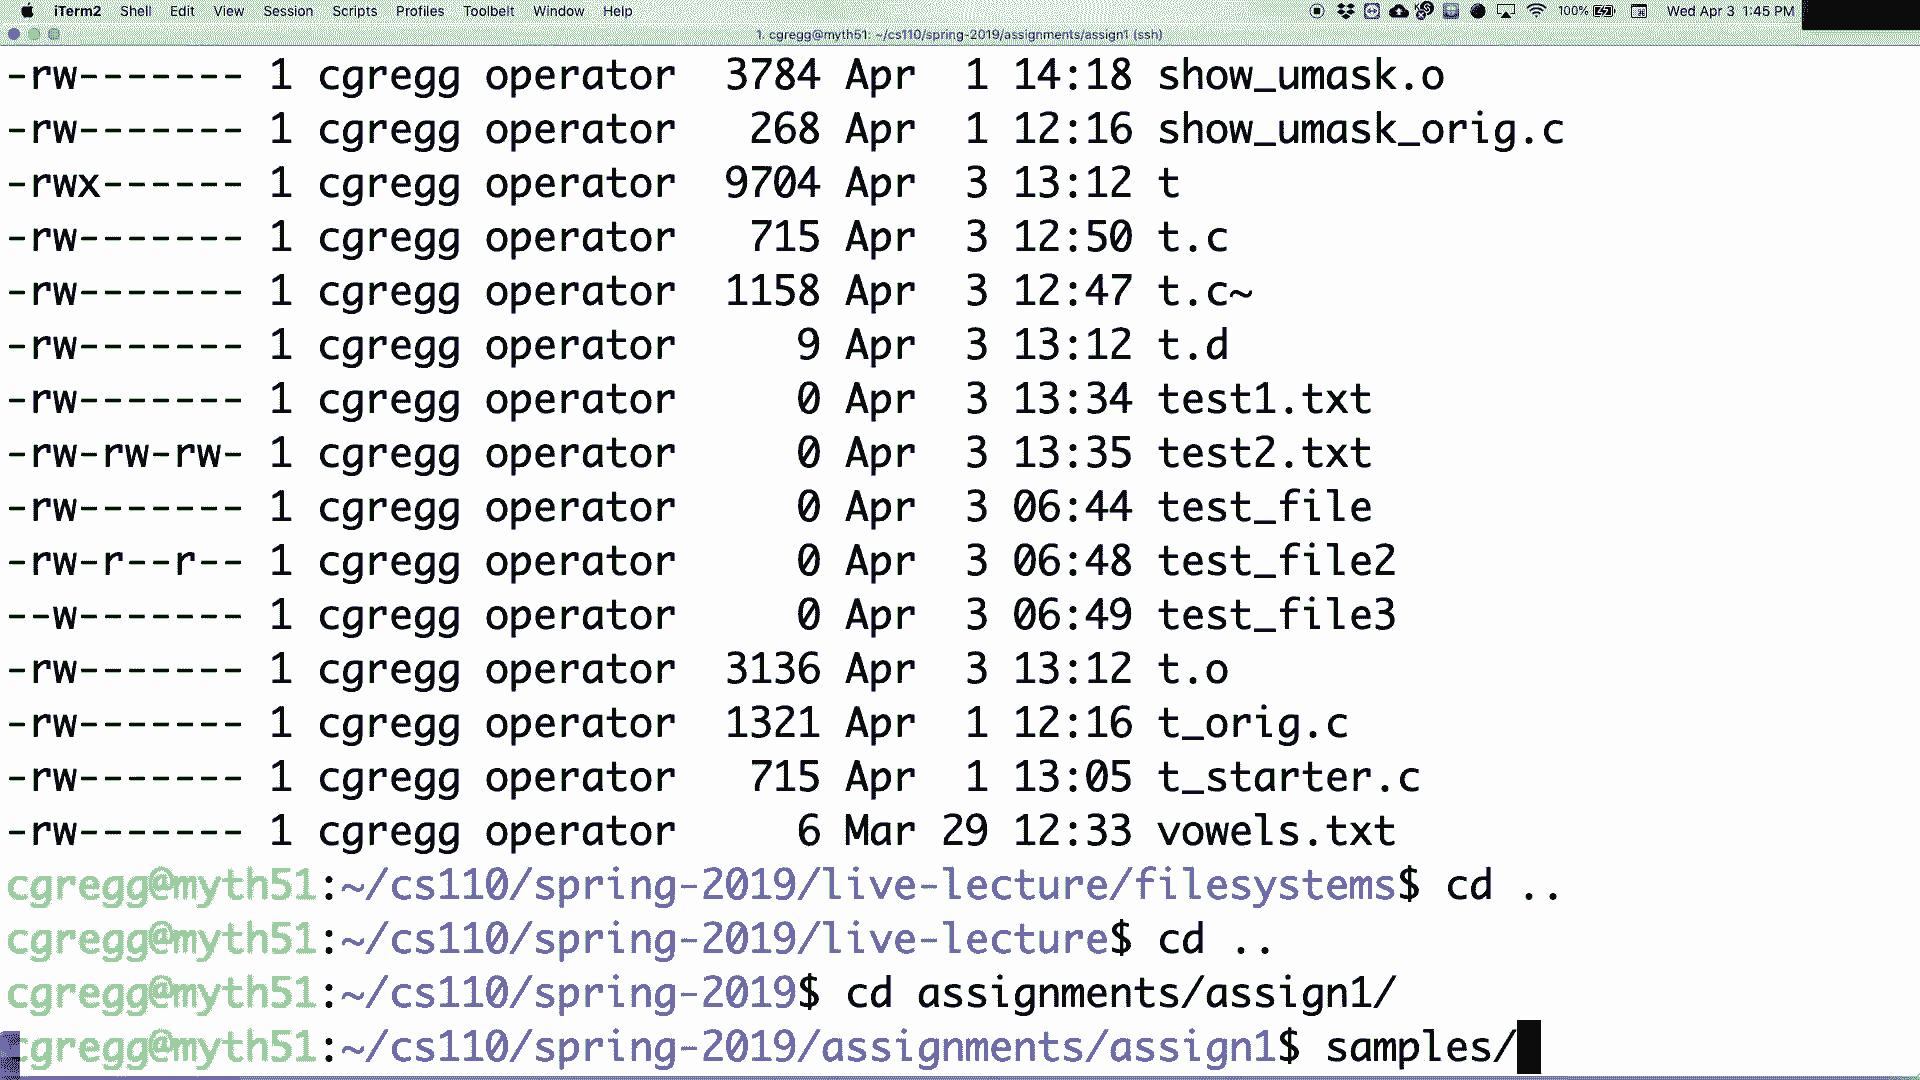 iTerm2 Shell Edit View Session Scripts Profiles Toolbelt Window Help 100% Wed Apr 3 1:45 PM
1. cgregg@myth51: ~/cs110/spring-2019/assignments/assign1 (ssh)
-rw------- 1 cgregg operator 3784 Apr 1 14:18 show_umask.o
-rw------- 1 cgregg operator 268 Apr 1 12:16 show_umask_orig.c
-rwx------ 1 cgregg operator 9704 Apr 3 13:12 t
-rw------- 1 cgregg operator 715 Apr 3 12:50 t.c
-rw------- 1 cgregg operator 1158 Apr 3 12:47 t.c~
-rw------- 1 cgregg operator 9 Apr 3 13:12 t.d
-rw------- 1 cgregg operator 0 Apr 3 13:34 test1.txt
-rw-rw-rw- 1 cgregg operator 0 Apr 3 13:35 test2.txt
-rw------- 1 cgregg operator 0 Apr 3 06:44 test_file
-rw-r--r-- 1 cgregg operator 0 Apr 3 06:48 test_file2
--w------- 1 cgregg operator 0 Apr 3 06:49 test_file3
-rw------- 1 cgregg operator 3136 Apr 3 13:12 t.o
-rw------- 1 cgregg operator 1321 Apr 1 12:16 t_orig.c
-rw------- 1 cgregg operator 715 Apr 1 13:05 t_starter.c
-rw------- 1 cgregg operator 6 Mar 29 12:33 vowels.txt
cgregg@myth51:~/cs110/spring-2019/live-lecture/filesystems$ cd ..
cgregg@myth51:~/cs110/spring-2019/live-lecture$ cd ..
cgregg@myth51:~/cs110/spring-2019$ cd assignments/assign1/
cgregg@myth51:~/cs110/spring-2019/assignments/assign1$ samples/